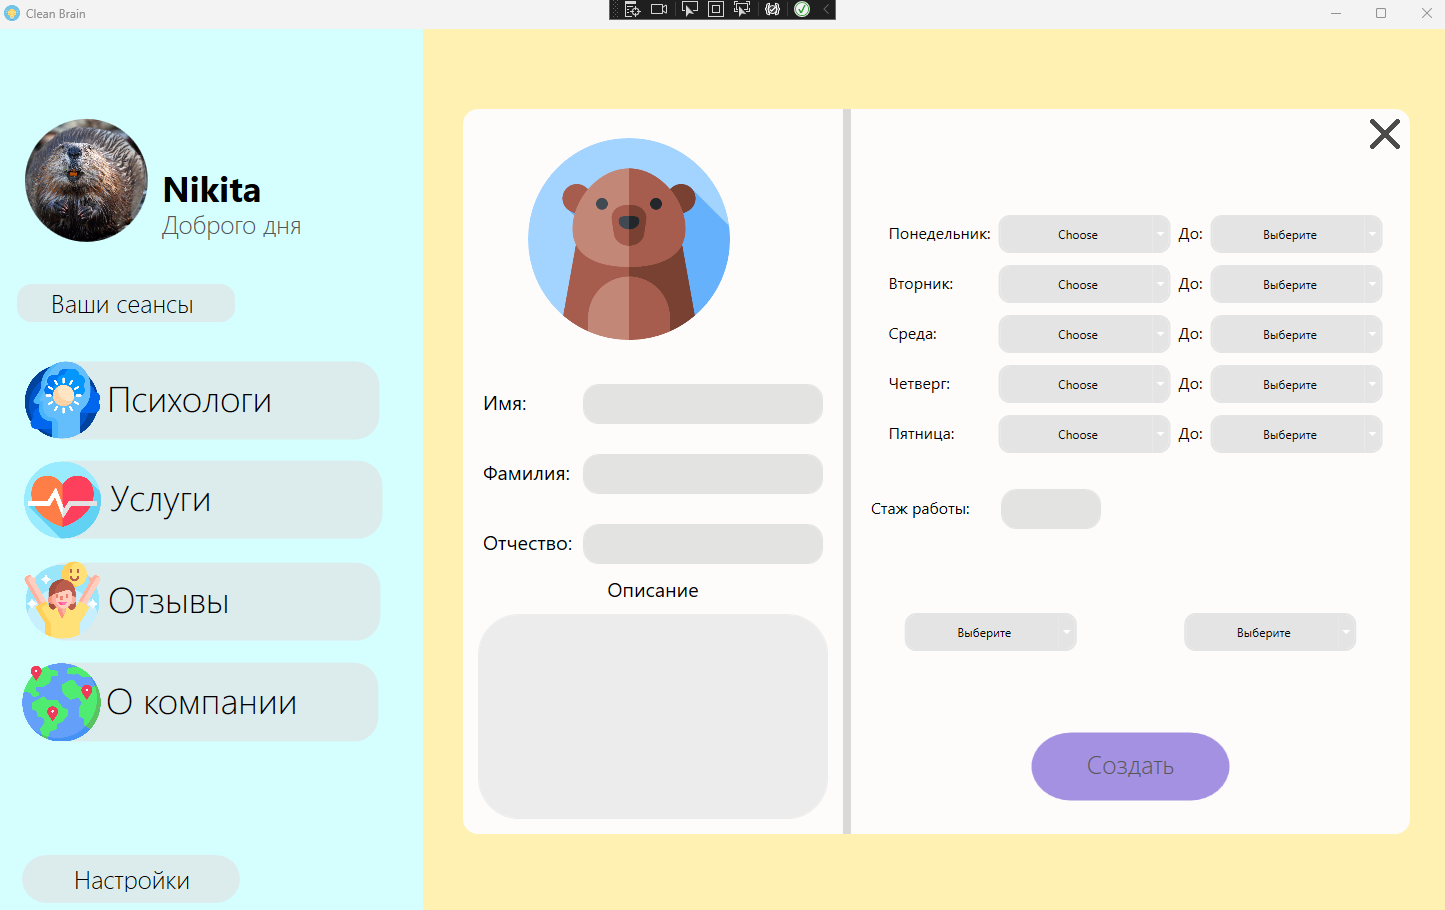 Clean Brain
Nikita
Доброго дня
Ваши сеансы
Психологи
Услуги
Отзывы
О компании
Настройки
Имя:
Фамилия:
Отчество:
Описание
Понедельник: Choose До: Выберите
Вторник: Choose До: Выберите
Среда: Choose До: Выберите
Четверг: Choose До: Выберите
Пятница: Choose До: Выберите
Стаж работы:
Выберите Выберите
Создать